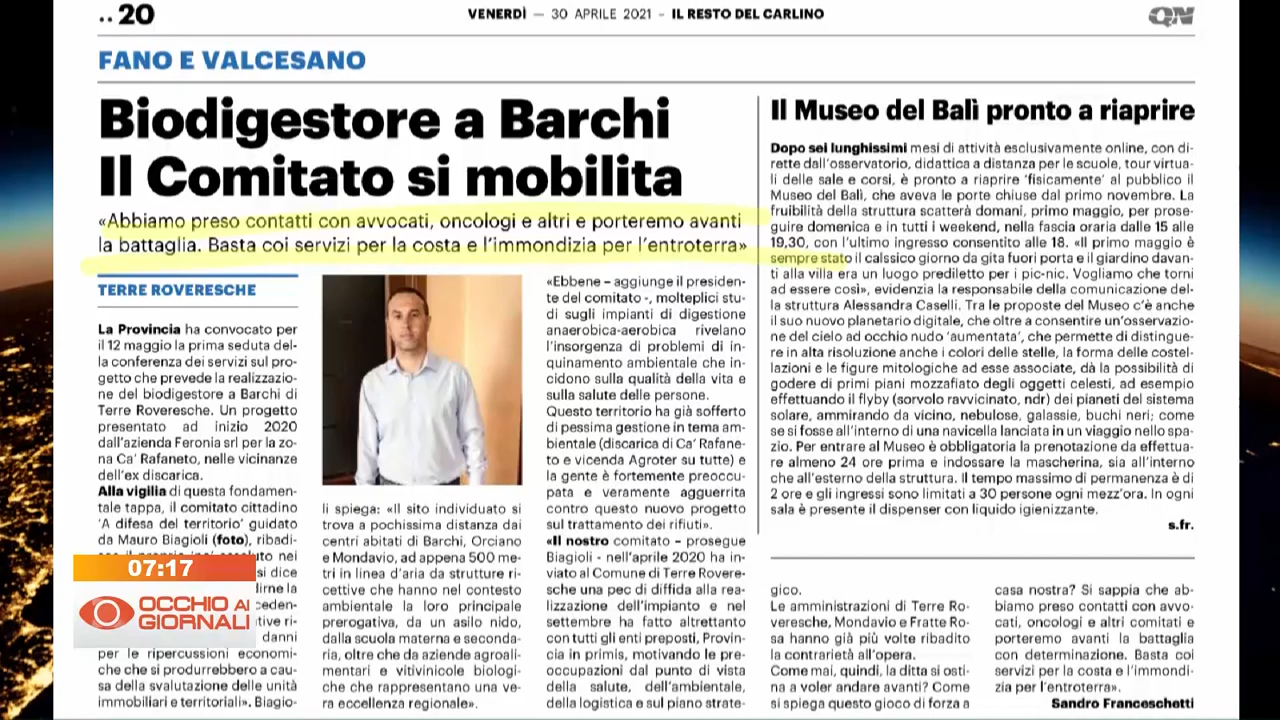 .. 20
VENERDÌ — 30 APRILE 2021 – IL RESTO DEL CARLINO
QN
FANO E VALCESANO
Biodigestore a Barchi
Il Comitato si mobilita
«Abbiamo preso contatti con avvocati, oncologi e altri e porteremo avanti
la battaglia. Basta coi servizi per la costa e l'immondizia per l'entroterra»
TERRE ROVERESCHE
La Provincia ha convocato per
il 12 maggio la prima seduta del-
la conferenza dei servizi sul pro-
getto che prevede la realizzazio-
ne del biodigestore a Barchi di
Terre Roveresche. Un progetto
presentato ad inizio 2020
dall'azienda Feronia srl per la zo-
na Ca' Rafaneto, nelle vicinanze
dell'ex discarica.
Alla vigilia di questa fondamen-
tale tappa, il comitato cittadino
'A difesa del territorio' guidato
da Mauro Biagioli (foto), ribadi-
nei
si dice
dirne la
danni
per le ripercussioni economi-
che che si produrrebbero a cau-
sa della svalutazione delle unità
immobiliari e territoriali». Biagio-
li spiega: «Il sito individuato si
trova a pochissima distanza dai
centri abitati di Barchi, Orciano
e Mondavio, ad appena 500 me-
tri in linea d'aria da strutture ri-
cettive che hanno nel contesto
ambientale la loro principale
prerogativa, da un asilo nido,
dalla scuola materna e seconda-
ria, oltre che da aziende agroali-
mentari e vitivinicole biologi-
che che rappresentano una ve-
ra eccellenza regionale».
«Ebbene – aggiunge il presiden-
te del comitato -, molteplici stu-
di sugli impianti di digestione
anaerobica-aerobica rivelano
l'insorgenza di problemi di in-
quinamento ambientale che in-
cidono sulla qualità della vita e
sulla salute delle persone.
Questo territorio ha già sofferto
di pessima gestione in tema am-
bientale (discarica di Ca' Rafane-
to e vicenda Agroter su tutte) e
la gente è fortemente preoccu-
pata e veramente agguerrita
contro questo nuovo progetto
sul trattamento dei rifiuti».
«Il nostro comitato – prosegue
Biagioli - nell'aprile 2020 ha in-
viato al Comune di Terre Rovere-
sche una pec di diffida alla rea-
lizzazione dell'impianto e nel
settembre ha fatto altrettanto
con tutti gli enti preposti, Provin-
cia in primis, motivando le pre-
occupazioni dal punto di vista
della salute, dell'ambientale,
della logistica e sul piano strate-
gico.
Le amministrazioni di Terre Ro-
veresche, Mondavio e Fratte Ro-
sa hanno già più volte ribadito
la contrarietà all'opera.
Come mai, quindi, la ditta si osti-
na a voler andare avanti? Come
si spiega questo gioco di forza a
casa nostra? Si sappia che ab-
biamo preso contatti con avvo-
cati, oncologi e altri comitati e
porteremo avanti la battaglia
con determinazione. Basta coi
servizi per la costa e l'immondi-
zia per l'entroterra».
Sandro Franceschetti
Il Museo del Balì pronto a riaprire
Dopo sei lunghissimi mesi di attività esclusivamente online, con di-
rette dall'osservatorio, didattica a distanza per le scuole, tour virtua-
li delle sale e corsi, è pronto a riaprire 'fisicamente' al pubblico il
Museo del Balì, che aveva le porte chiuse dal primo novembre. La
fruibilità della struttura scatterà domani, primo maggio, per prose-
guire domenica e in tutti i weekend, nella fascia oraria dalle 15 alle
19,30, con l'ultimo ingresso consentito alle 18. «Il primo maggio è
sempre stato il calssico giorno da gita fuori porta e il giardino davan-
ti alla villa era un luogo prediletto per i pic-nic. Vogliamo che torni
ad essere così», evidenzia la responsabile della comunicazione del-
la struttura Alessandra Caselli. Tra le proposte del Museo c'è anche
il suo nuovo planetario digitale, che oltre a consentire un'osservazio-
ne del cielo ad occhio nudo 'aumentata', che permette di distingue-
re in alta risoluzione anche i colori delle stelle, la forma delle costel-
lazioni e le figure mitologiche ad esse associate, dà la possibilità di
godere di primi piani mozzafiato degli oggetti celesti, ad esempio
effettuando il flyby (sorvolo ravvicinato, ndr) dei pianeti del sistema
solare, ammirando da vicino, nebulose, galassie, buchi neri; come
se si fosse all'interno di una navicella lanciata in un viaggio nello spa-
zio. Per entrare al Museo è obbligatoria la prenotazione da effettua-
re almeno 24 ore prima e indossare la mascherina, sia all'interno
che all'esterno della struttura. Il tempo massimo di permanenza è di
2 ore e gli ingressi sono limitati a 30 persone ogni mezz'ora. In ogni
sala è presente il dispenser con liquido igienizzante.
s.fr.
07:17
OCCHIO AI
GIORNALI